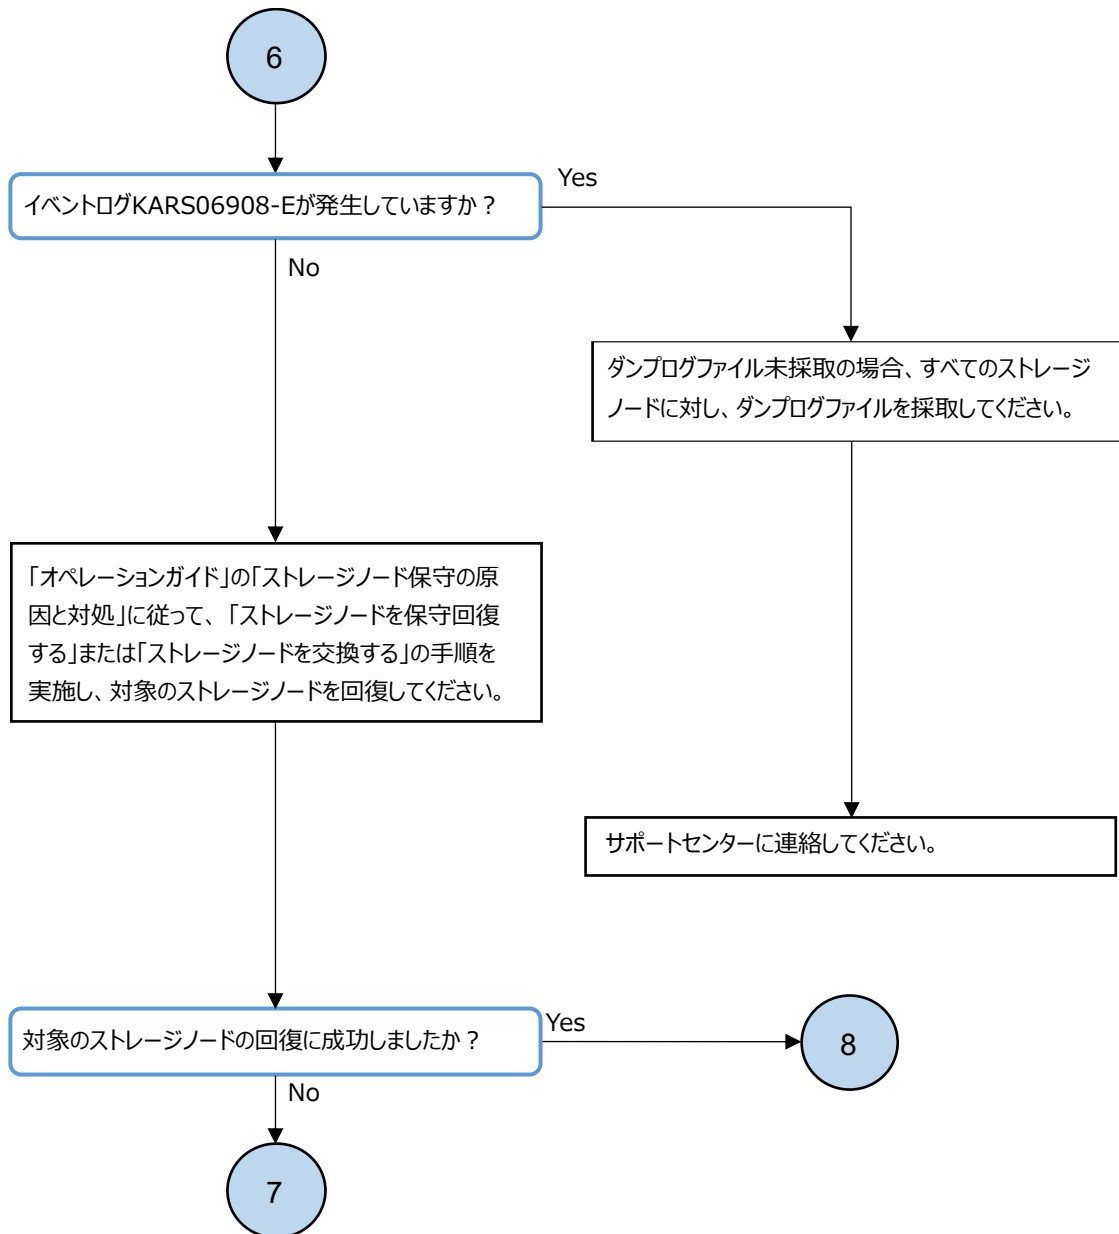 6
イベントログKARS06908-Eが発生していますか？
Yes
No
ダンプログファイル未採取の場合、すべてのストレージ
ノードに対し、ダンプログファイルを採取してください。
「オペレーションガイド」の「ストレージノード保守の原
因と対処」に従って、「ストレージノードを保守回復
する」または「ストレージノードを交換する」の手順を
実施し、対象のストレージノードを回復してください。
サポートセンターに連絡してください。
対象のストレージノードの回復に成功しましたか？
Yes
8
No
7